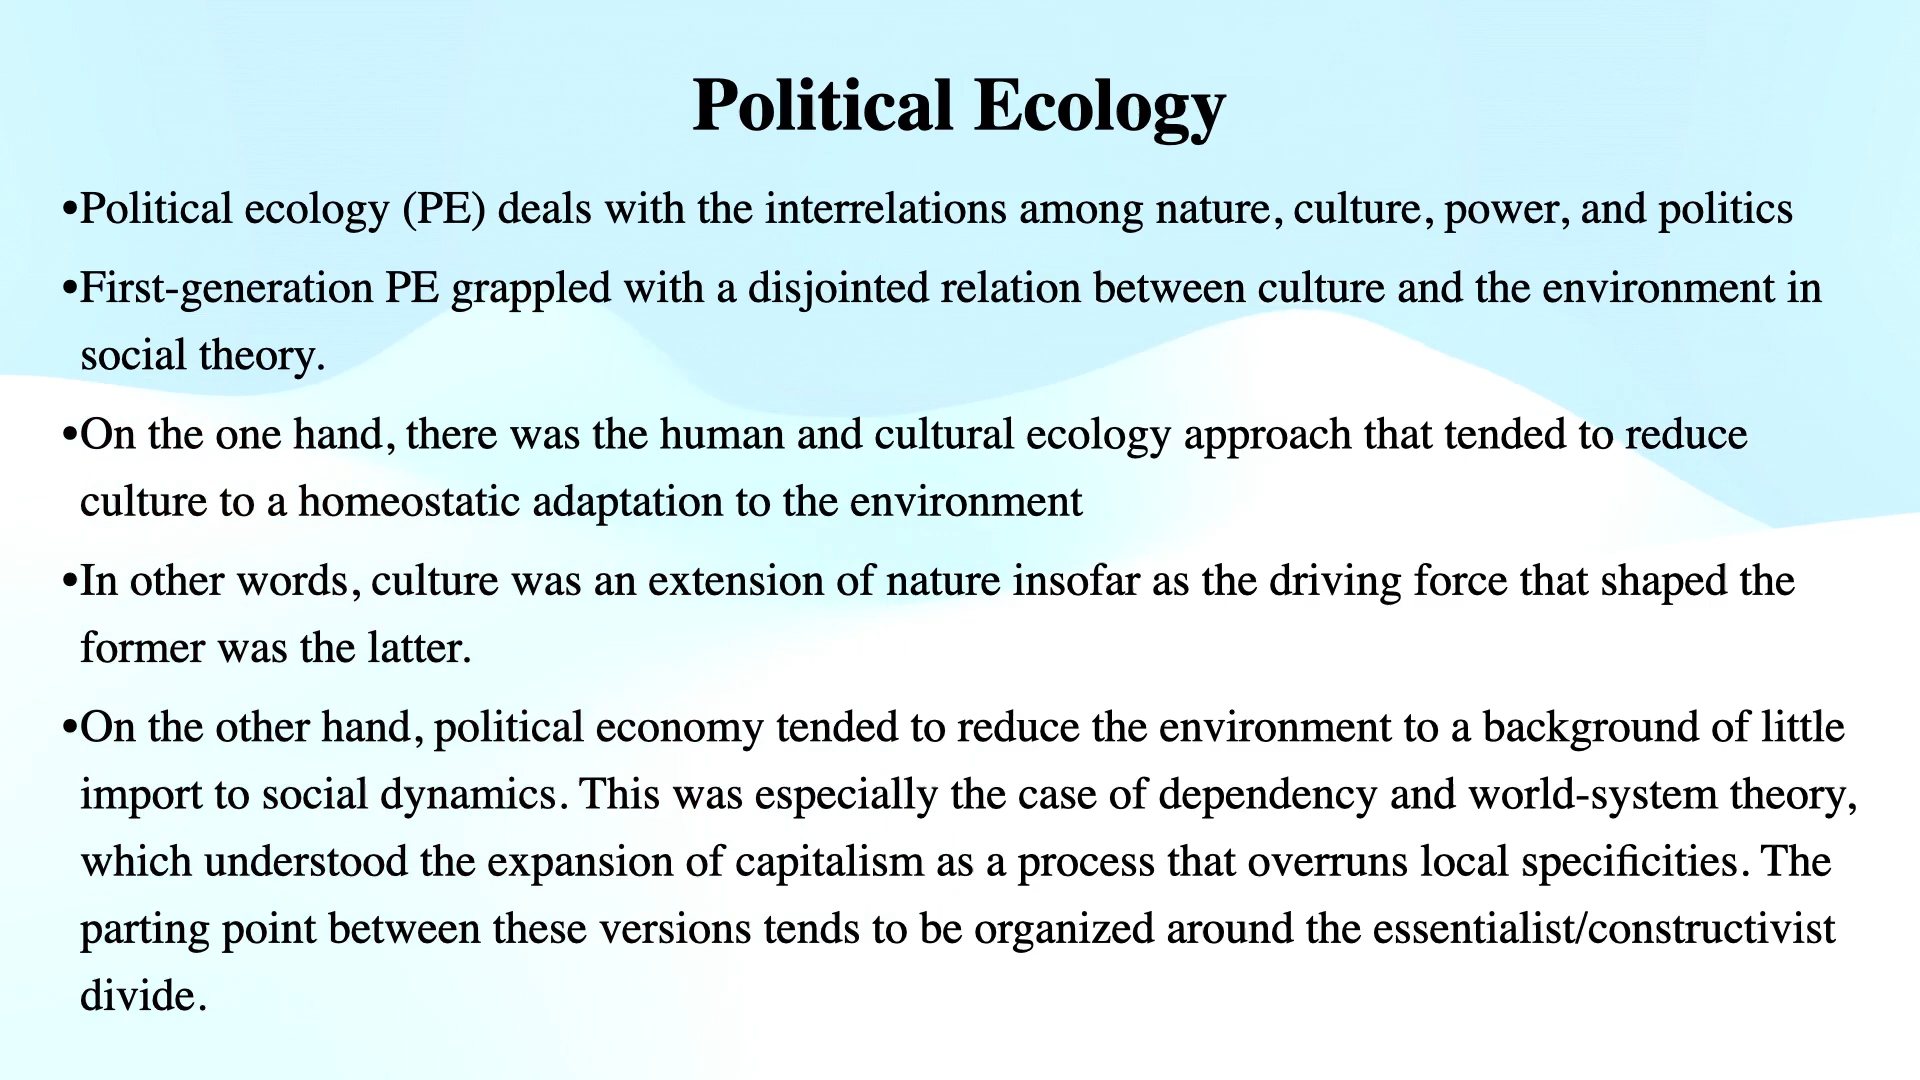 Political Ecology
•Political ecology (PE) deals with the interrelations among nature, culture, power, and politics
•First-generation PE grappled with a disjointed relation between culture and the environment in
social theory.
•On the one hand, there was the human and cultural ecology approach that tended to reduce
culture to a homeostatic adaptation to the environment
•In other words, culture was an extension of nature insofar as the driving force that shaped the
former was the latter.
•On the other hand, political economy tended to reduce the environment to a background of little
import to social dynamics. This was especially the case of dependency and world-system theory,
which understood the expansion of capitalism as a process that overruns local specificities. The
parting point between these versions tends to be organized around the essentialist/constructivist
divide.